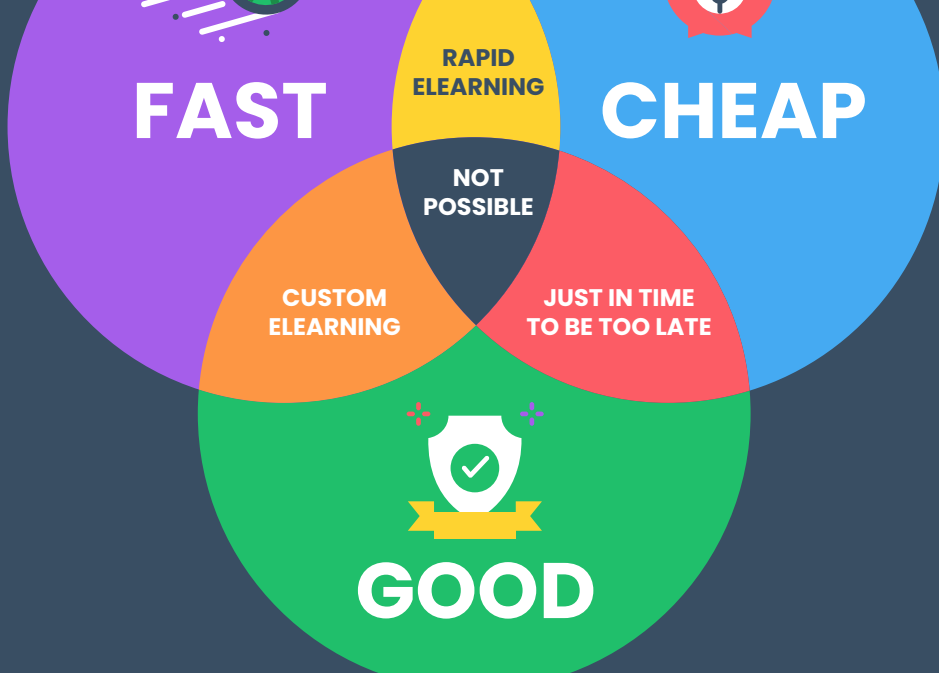 RAPID
ELEARNING
FAST
CHEAP
NOT
POSSIBLE
CUSTOM
ELEARNING
JUST IN TIME
TO BE TOO LATE
GOOD